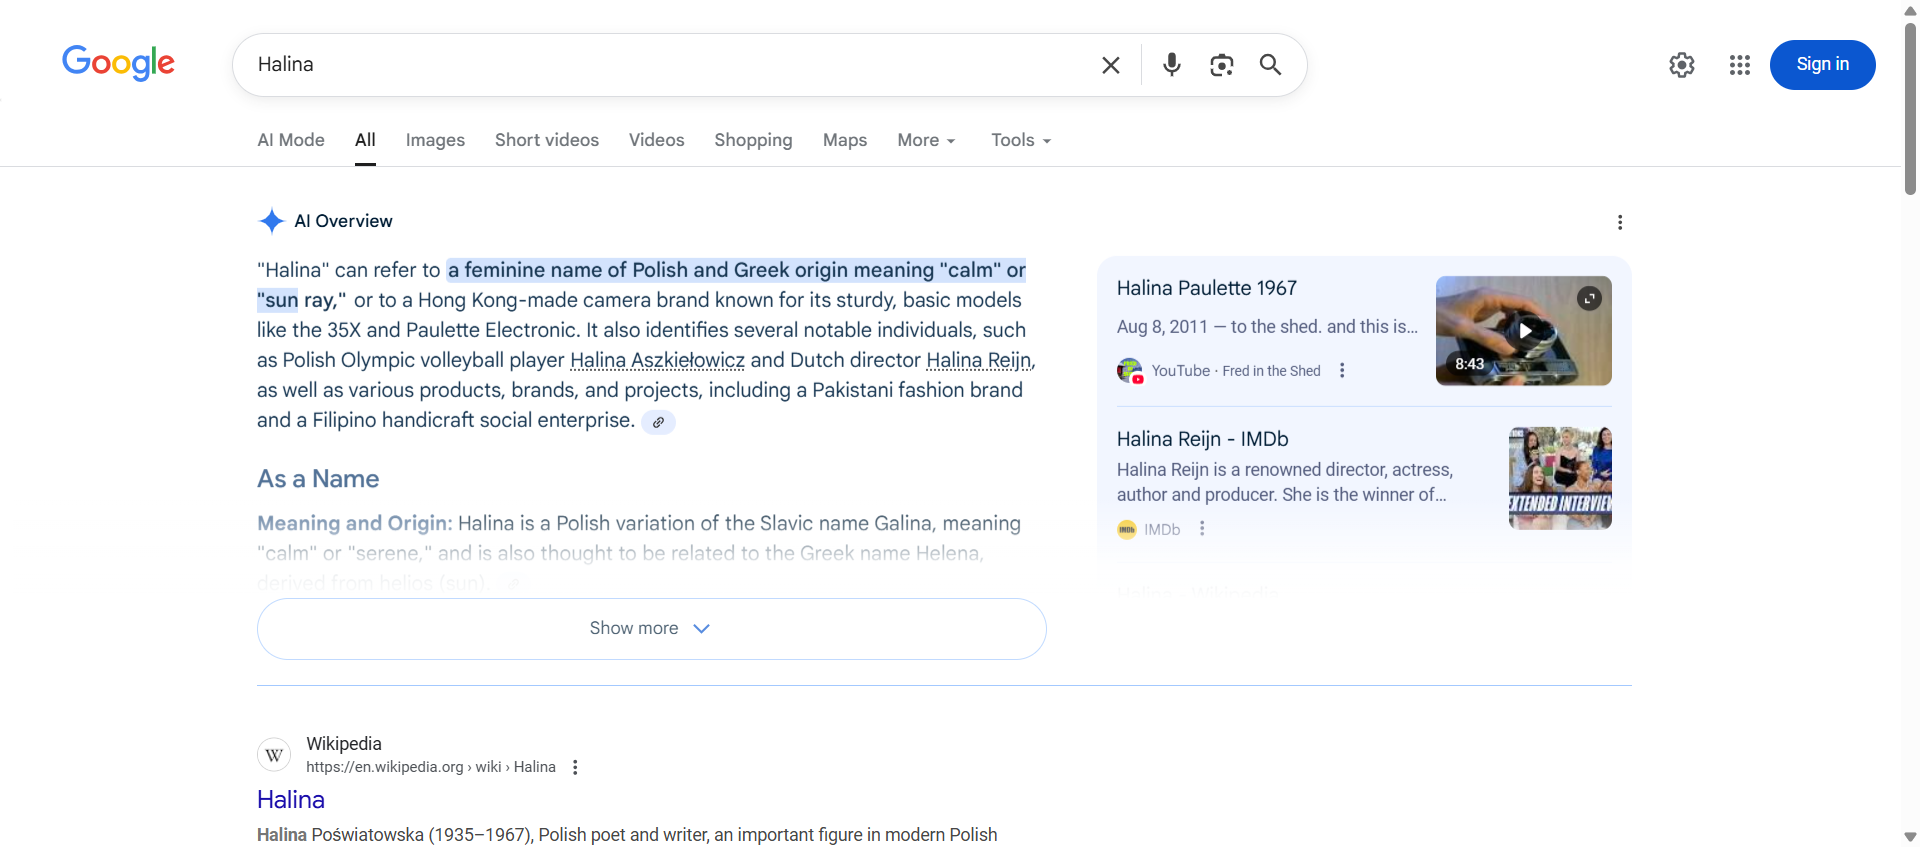 Google
Halina
Sign in
AI Mode
All
Images
Short videos
Videos
Shopping
Maps
More
Tools
AI Overview
"Halina" can refer to a feminine name of Polish and Greek origin meaning "calm" or
"sun ray," or to a Hong Kong-made camera brand known for its sturdy, basic models
like the 35X and Paulette Electronic. It also identifies several notable individuals, such
as Polish Olympic volleyball player Halina Aszkiełowicz and Dutch director Halina Reijn,
as well as various products, brands, and projects, including a Pakistani fashion brand
and a Filipino handicraft social enterprise.
As a Name
Meaning and Origin: Halina is a Polish variation of the Slavic name Galina, meaning
"calm" or "serene," and is also thought to be related to the Greek name Helena,
derived from helios (sun).
Show more
Halina Paulette 1967
Aug 8, 2011 — to the shed. and this is...
YouTube · Fred in the Shed
8:43
Halina Reijn - IMDb
Halina Reijn is a renowned director, actress,
author and producer. She is the winner of...
IMDb
IMDb
EXTENDED INTERVIEW
Halina - Wikipedia
W
Wikipedia
https://en.wikipedia.org › wiki › Halina
Halina
Halina Poświatowska (1935–1967), Polish poet and writer, an important figure in modern Polish